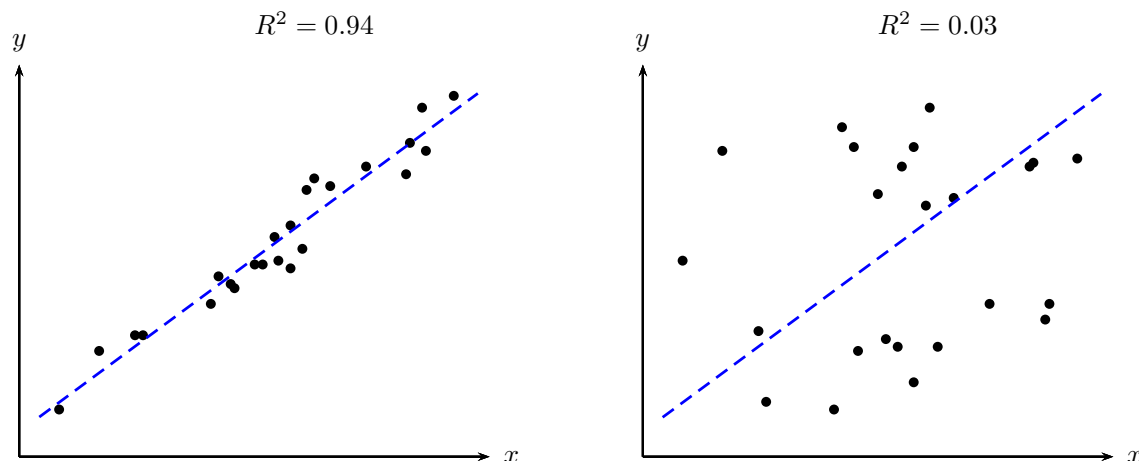 R² = 0.94
y
x
R² = 0.03
y
x